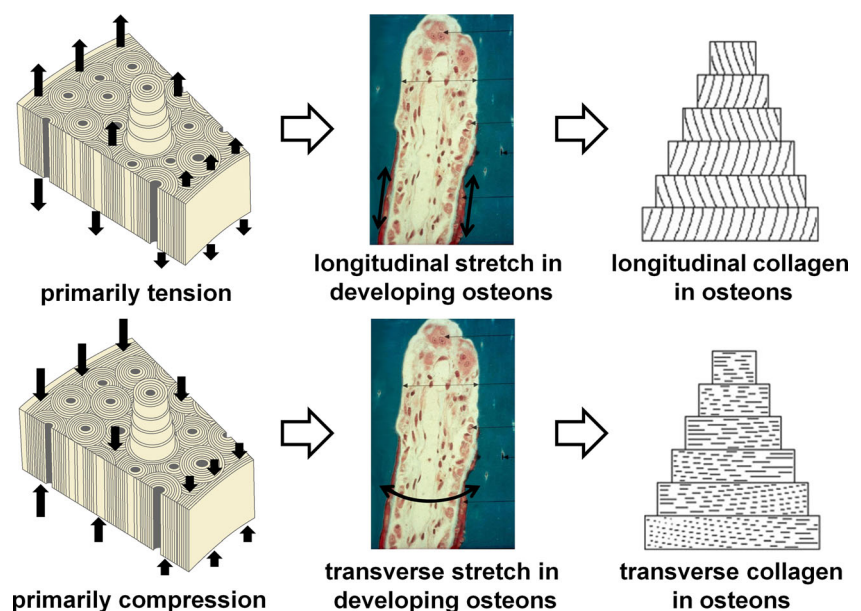 primarily tension
longitudinal stretch in
developing osteons
longitudinal collagen
in osteons
primarily compression
transverse stretch in
developing osteons
transverse collagen
in osteons